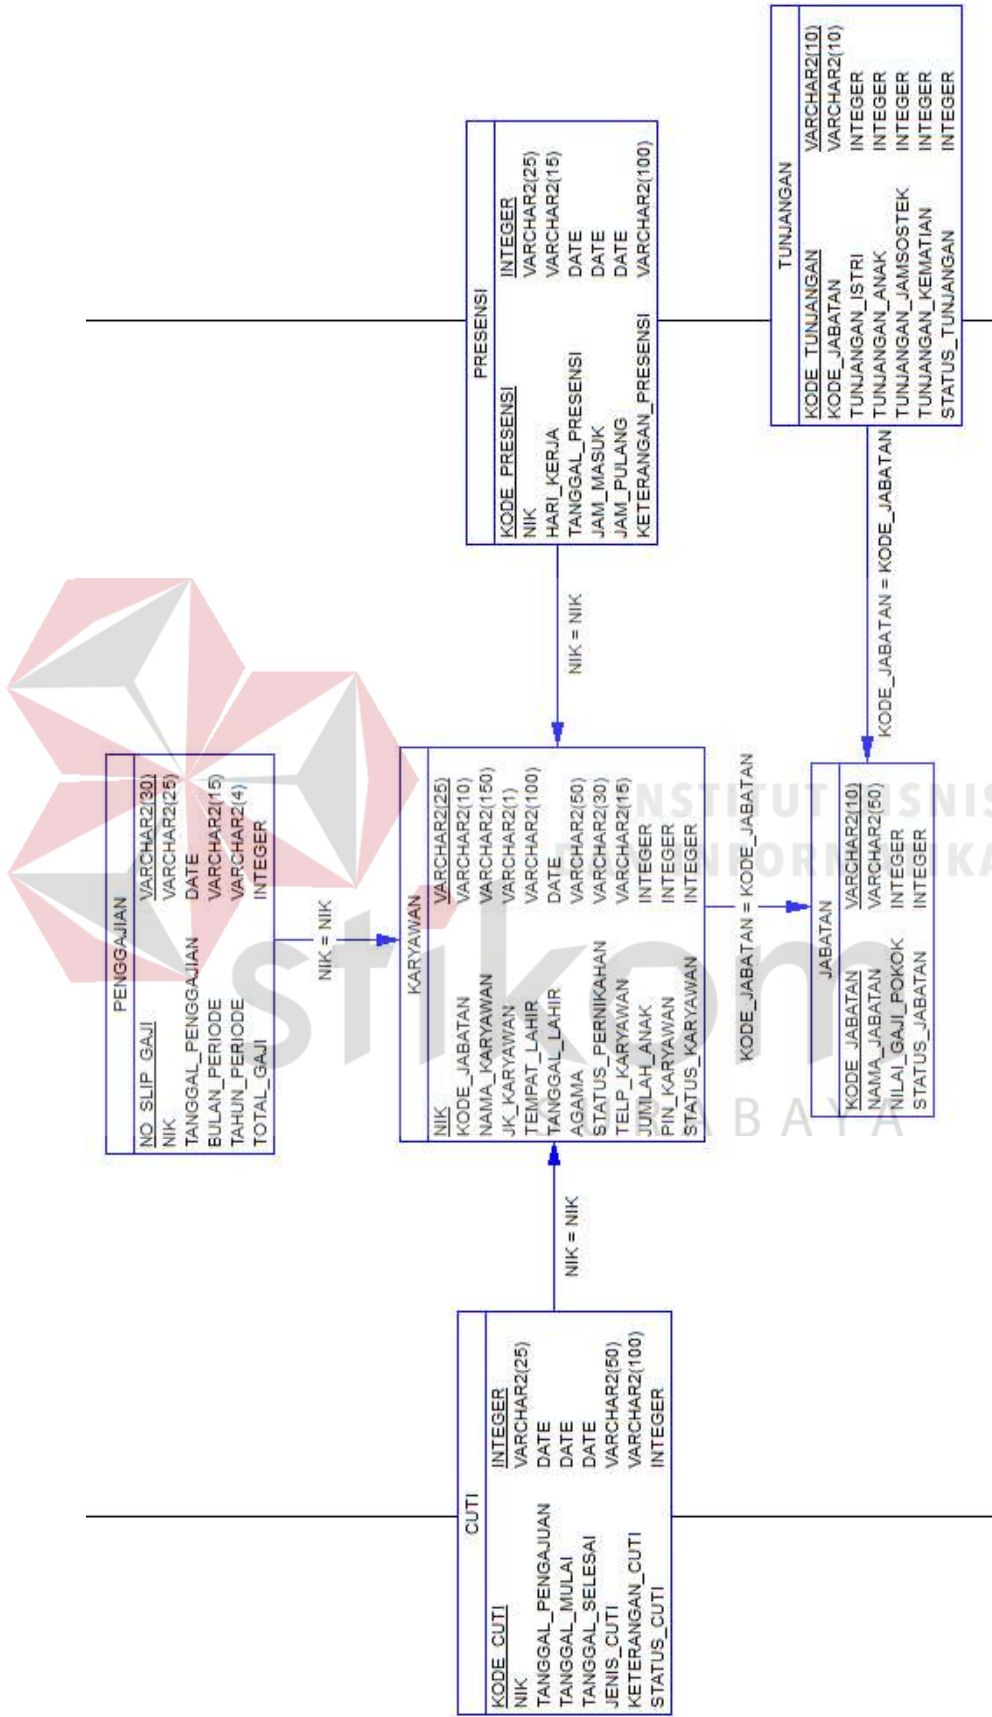 PENGGAJIAN
NO_SLIP_GAJI VARCHAR2(30)
NIK VARCHAR2(25)
TANGGAL_PENGGAJIAN DATE
BULAN_PERIODE VARCHAR2(15)
TAHUN_PERIODE VARCHAR2(4)
TOTAL_GAJI INTEGER
NIK = NIK
CUTI
KODE_CUTI INTEGER
NIK VARCHAR2(25)
TANGGAL_PENGAJUAN DATE
TANGGAL_MULAI DATE
TANGGAL_SELESAI DATE
JENIS_CUTI VARCHAR2(50)
KETERANGAN_CUTI VARCHAR2(100)
STATUS_CUTI INTEGER
NIK = NIK
KARYAWAN
NIK VARCHAR2(25)
KODE_JABATAN VARCHAR2(10)
NAMA_KARYAWAN VARCHAR2(150)
JK_KARYAWAN VARCHAR2(1)
TEMPAT_LAHIR VARCHAR2(100)
TANGGAL_LAHIR DATE
AGAMA VARCHAR2(50)
STATUS_PERNIKAHAN VARCHAR2(30)
TELP_KARYAWAN VARCHAR2(15)
JUMLAH_ANAK INTEGER
PIN_KARYAWAN INTEGER
STATUS_KARYAWAN INTEGER
NIK = NIK
PRESENSI
KODE_PRESENSI INTEGER
NIK VARCHAR2(25)
HARI_KERJA VARCHAR2(15)
TANGGAL_PRESENSI DATE
JAM_MASUK DATE
JAM_PULANG DATE
KETERANGAN_PRESENSI VARCHAR2(100)
KODE_JABATAN = KODE_JABATAN
JABATAN
KODE_JABATAN VARCHAR2(10)
NAMA_JABATAN VARCHAR2(50)
NILAI_GAJI_POKOK INTEGER
STATUS_JABATAN INTEGER
KODE_JABATAN = KODE_JABATAN
TUNJANGAN
KODE_TUNJANGAN VARCHAR2(10)
KODE_JABATAN VARCHAR2(10)
TUNJANGAN_ISTRI INTEGER
TUNJANGAN_ANAK INTEGER
TUNJANGAN_JAMSOSTEK INTEGER
TUNJANGAN_KEMATIAN INTEGER
STATUS_TUNJANGAN INTEGER
INSTITUT BISNIS
DAN INFORMATIKA
stikom
SURABAYA